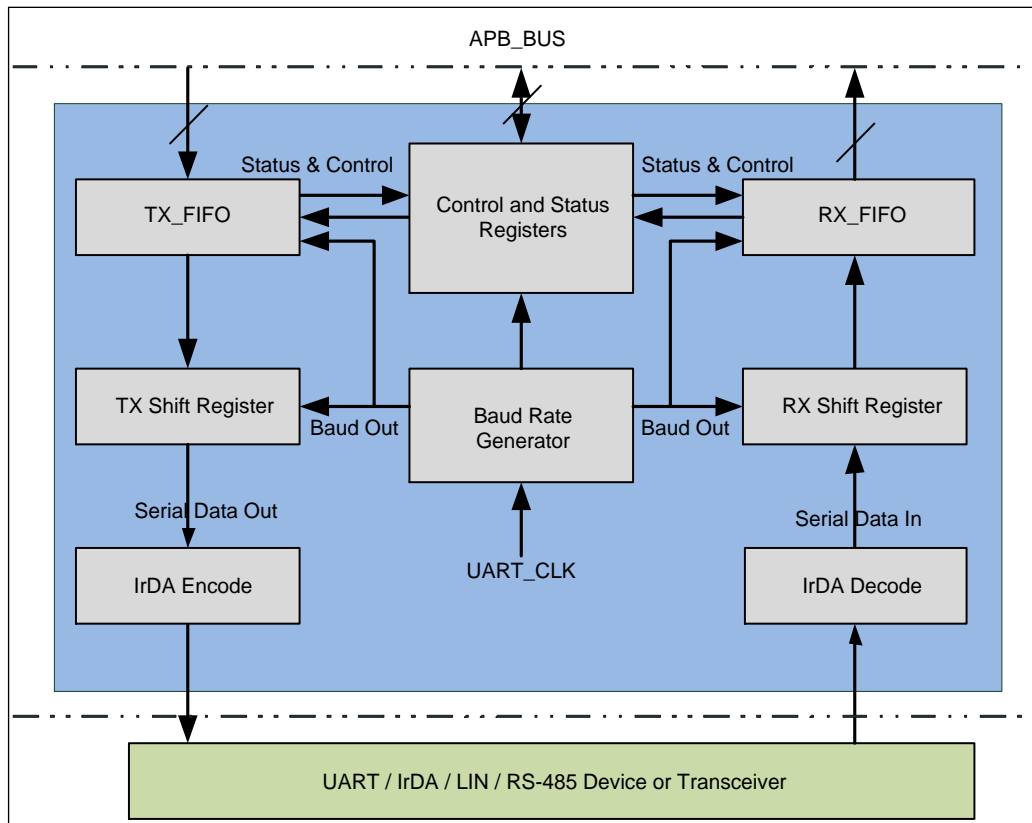 APB_BUS
Status & Control
Status & Control
TX_FIFO
Control and Status
Registers
RX_FIFO
TX Shift Register
Baud Out
Baud Rate
Generator
Baud Out
RX Shift Register
Serial Data Out
Serial Data In
IrDA Encode
UART_CLK
IrDA Decode
UART / IrDA / LIN / RS-485 Device or Transceiver